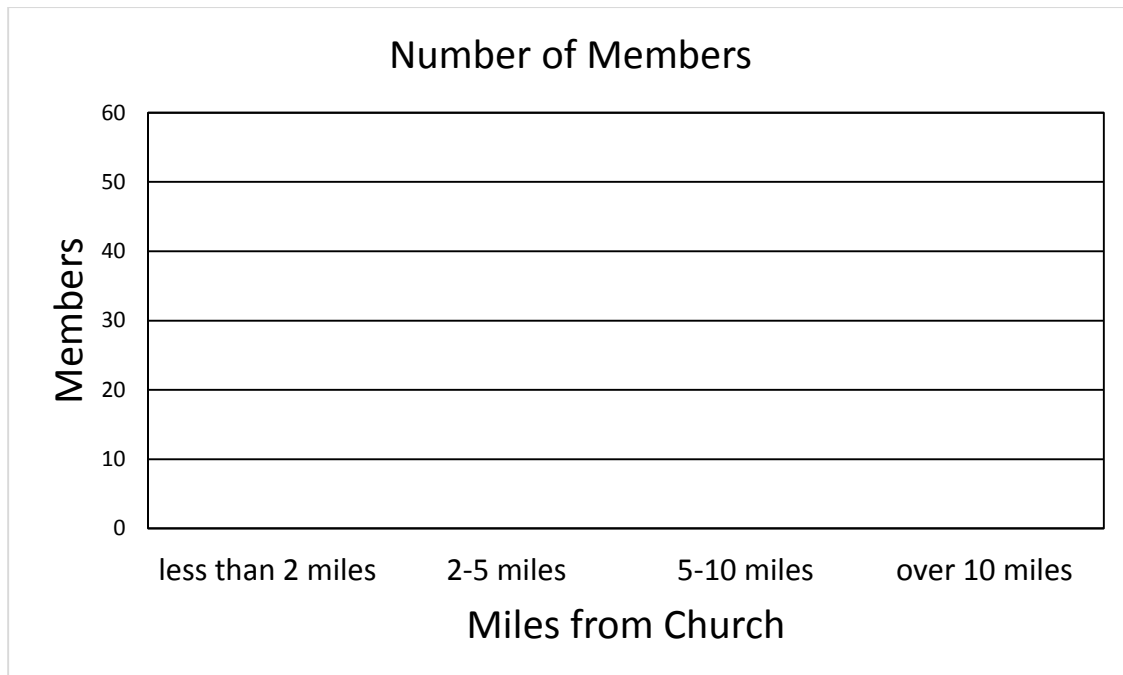 Number of Members
60
50
40
30
20
10
0
Members
less than 2 miles 2-5 miles 5-10 miles over 10 miles
Miles from Church